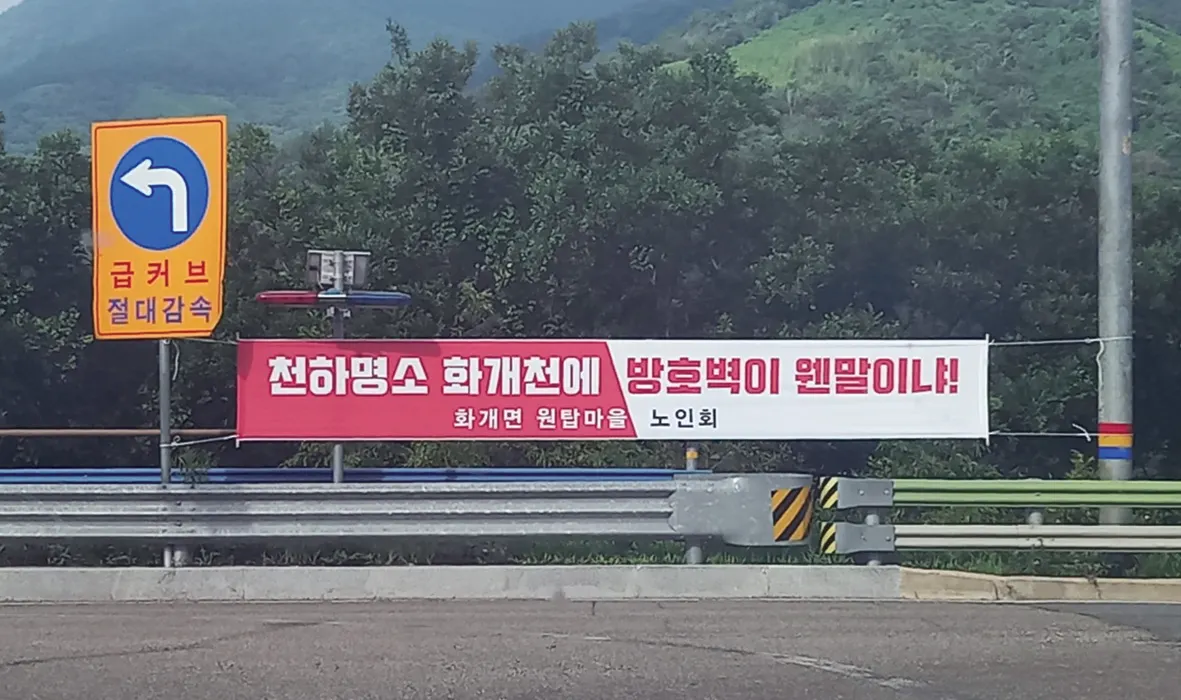 급커브
절대감속
천하명소 화개천에 방호벽이 웬말이냐!
화개면 원탑마을 노인회